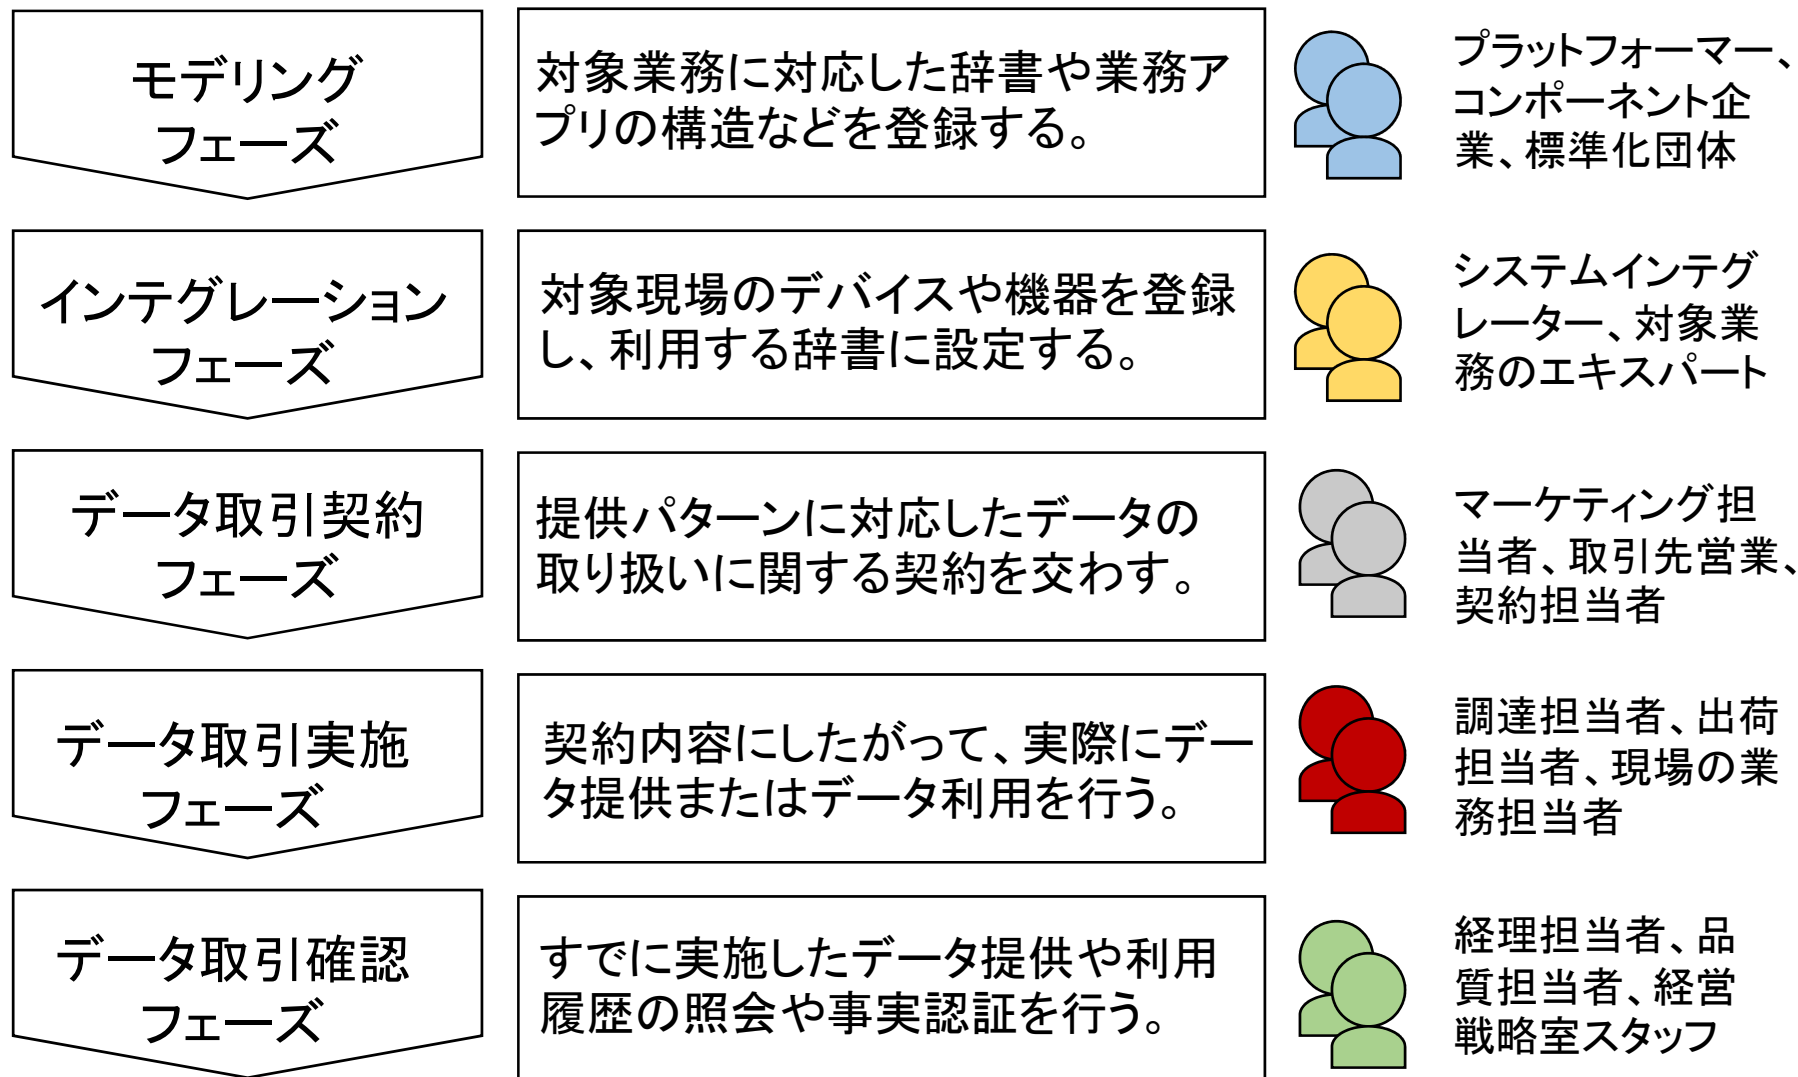 モデリング
フェーズ
対象業務に対応した辞書や業務ア
プリの構造などを登録する。
プラットフォーマー、
コンポーネント企
業、標準化団体
インテグレーション
フェーズ
対象現場のデバイスや機器を登録
し、利用する辞書に設定する。
システムインテグ
レーター、対象業
務のエキスパート
データ取引契約
フェーズ
提供パターンに対応したデータの
取り扱いに関する契約を交わす。
マーケティング担
当者、取引先営業、
契約担当者
データ取引実施
フェーズ
契約内容にしたがって、実際にデー
タ提供またはデータ利用を行う。
調達担当者、出荷
担当者、現場の業
務担当者
データ取引確認
フェーズ
すでに実施したデータ提供や利用
履歴の照会や事実認証を行う。
経理担当者、品
質担当者、経営
戦略室スタッフ